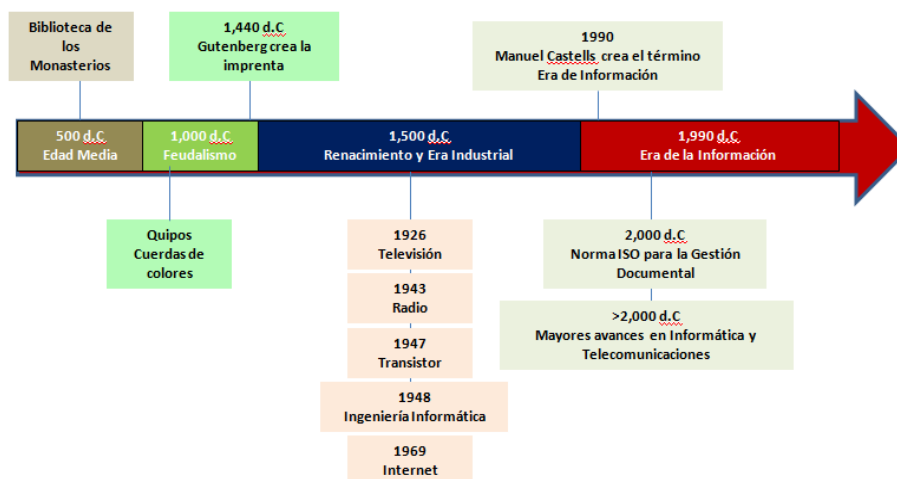 Biblioteca de
los
Monasterios
1,440 d.C
Gutenberg crea la
imprenta
1990
Manuel Castells crea el término
Era de Información
500 d.C
Edad Media
1,000 d.C
Feudalismo
1,500 d.C
Renacimiento y Era Industrial
1,990 d.C
Era de la Información
Quipos
Cuerdas de
colores
1926
Televisión
1943
Radio
1947
Transistor
1948
Ingeniería Informática
1969
Internet
2,000 d.C
Norma ISO para la Gestión
Documental
>2,000 d.C
Mayores avances en Informática y
Telecomunicaciones